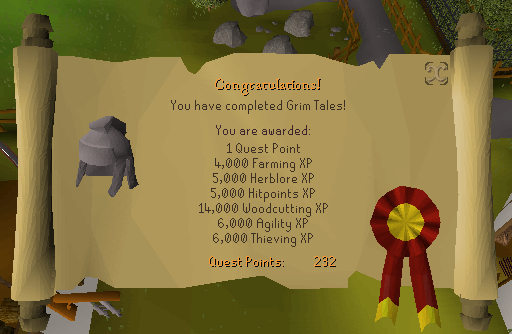 Congratulations!
You have completed Grim Tales!
You are awarded:
1 Quest Point
4,000 Farming XP
5,000 Herblore XP
5,000 Hitpoints XP
14,000 Woodcutting XP
6,000 Agility XP
6,000 Thieving XP
Quest Points: 232